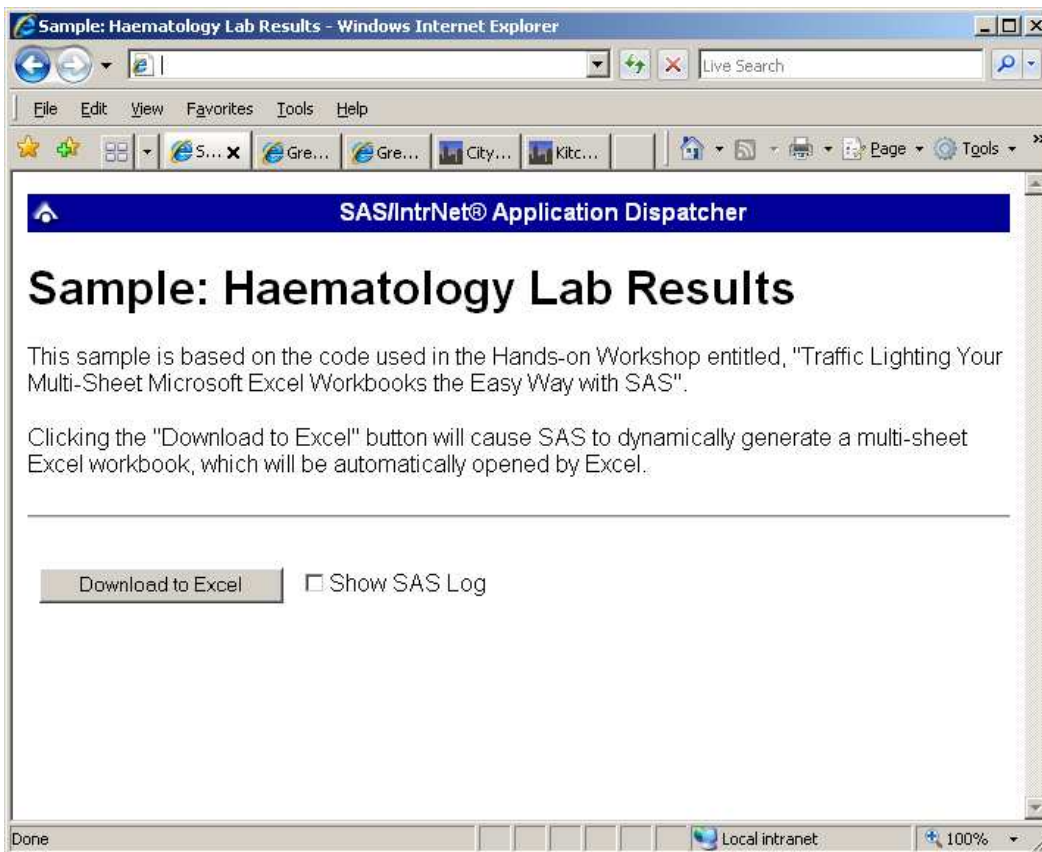 Sample: Haematology Lab Results - Windows Internet Explorer
Live Search
File Edit View Favorites Tools Help
S... Gre... Gre... City... Kitc... Page Tools »
SAS/IntrNet® Application Dispatcher
Sample: Haematology Lab Results
This sample is based on the code used in the Hands-on Workshop entitled, "Traffic Lighting Your
Multi-Sheet Microsoft Excel Workbooks the Easy Way with SAS".
Clicking the "Download to Excel" button will cause SAS to dynamically generate a multi-sheet
Excel workbook, which will be automatically opened by Excel.
Download to Excel Show SAS Log
Done Local intranet 100%